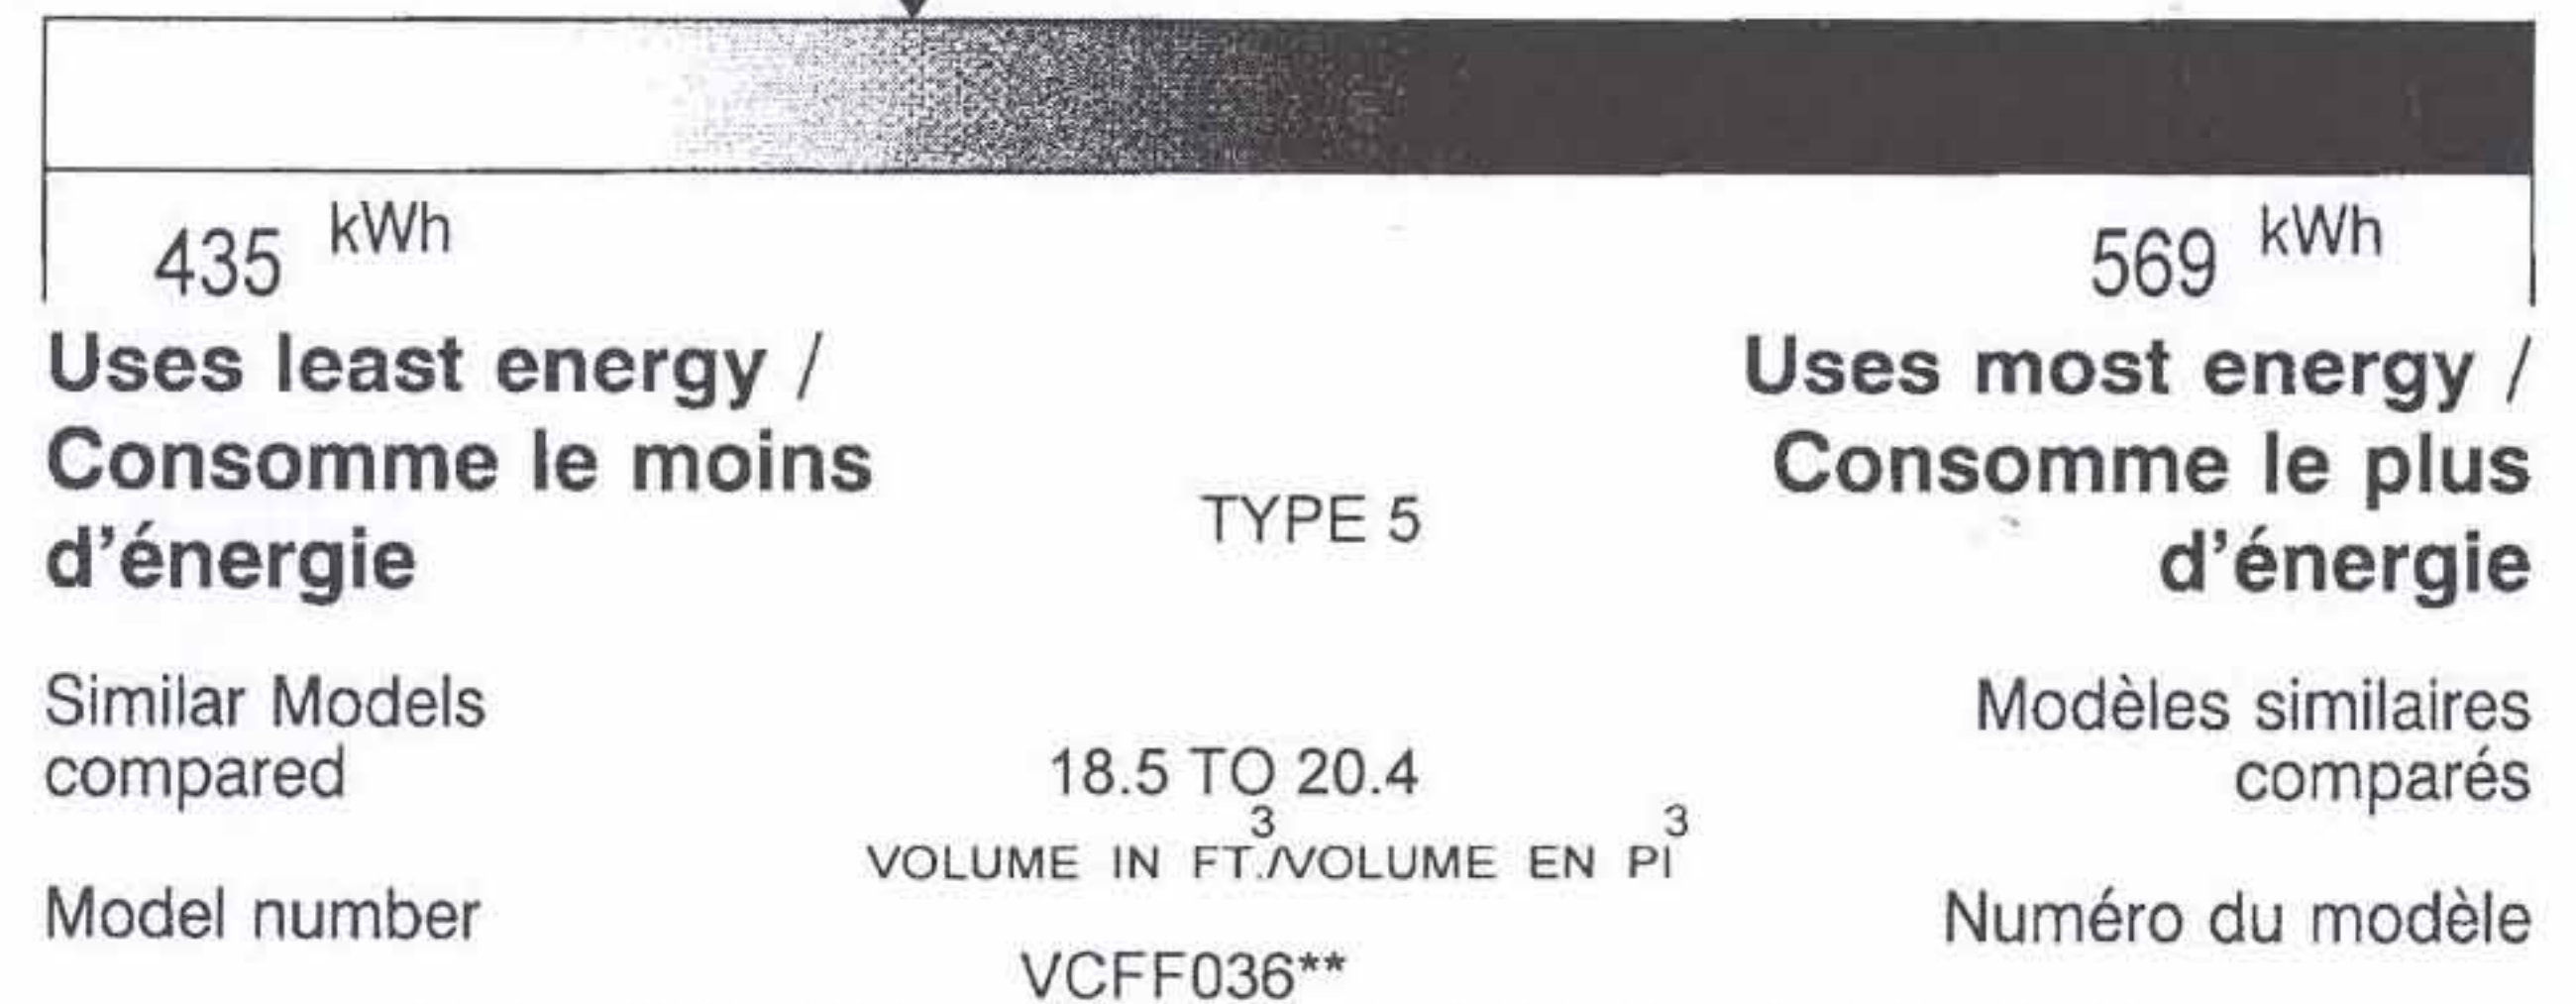 435 kWh
569 kWh
Uses least energy /
Consomme le moins
d'énergie
Uses most energy /
Consomme le plus
d'énergie
TYPE 5
Similar Models
compared
18.5 TO 20.4
VOLUME IN FT.³/VOLUME EN PI³
Modèles similaires
comparés
Model number
VCFF036**
Numéro du modèle